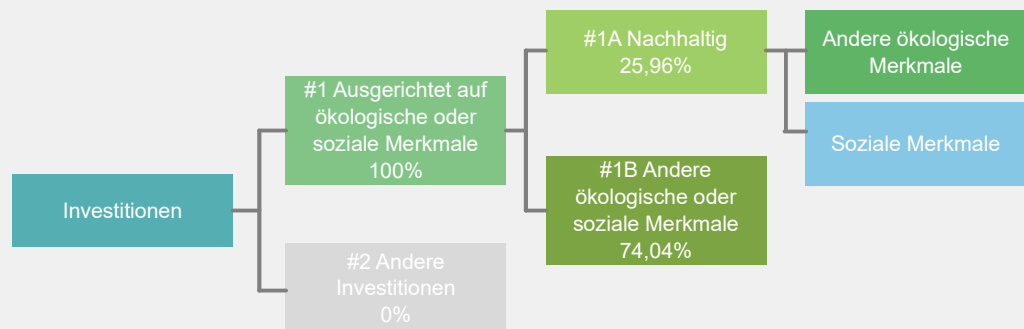 Investitionen
#1 Ausgerichtet auf
ökologische oder
soziale Merkmale
100%
#2 Andere
Investitionen
0%
#1A Nachhaltig
25,96%
#1B Andere
ökologische oder
soziale Merkmale
74,04%
Andere ökologische
Merkmale
Soziale Merkmale